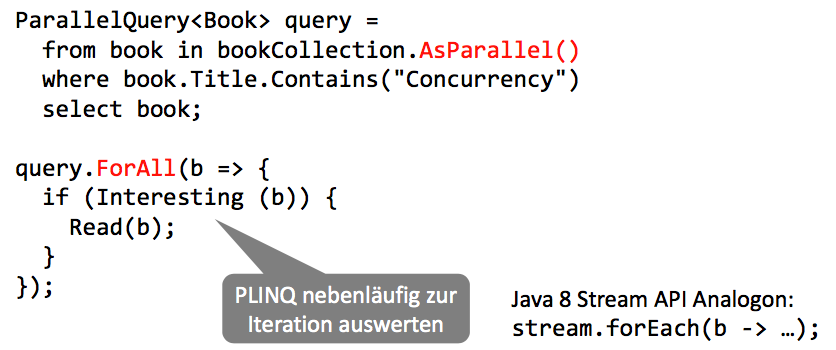 ParallelQuery<Book> query =
from book in bookCollection.AsParallel()
where book.Title.Contains("Concurrency")
select book;
query.ForAll(b => {
if (Interesting (b)) {
Read(b);
}
});
PLINQ nebenläufig zur
Iteration auswerten
Java 8 Stream API Analogon:
stream.forEach(b -> …);